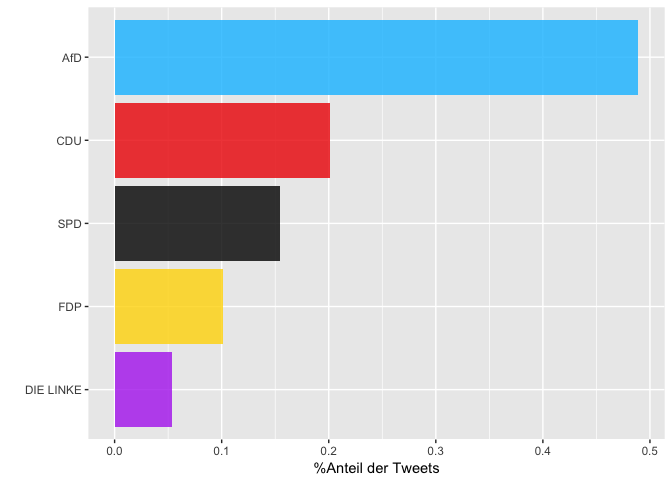 AfD
CDU
SPD
FDP
DIE LINKE
0.0 0.1 0.2 0.3 0.4 0.5
%Anteil der Tweets